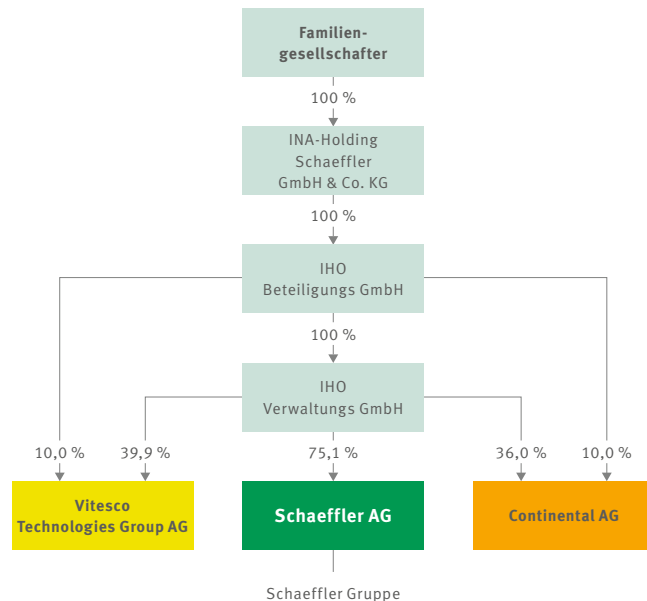 Familien-
gesellschafter
100 %
INA-Holding
Schaeffler
GmbH & Co. KG
100 %
IHO
Beteiligungs GmbH
100 %
IHO
Verwaltungs GmbH
10,0 % 39,9 % 75,1 % 36,0 % 10,0 %
Vitesco
Technologies Group AG
Schaeffler AG
Continental AG
Schaeffler Gruppe